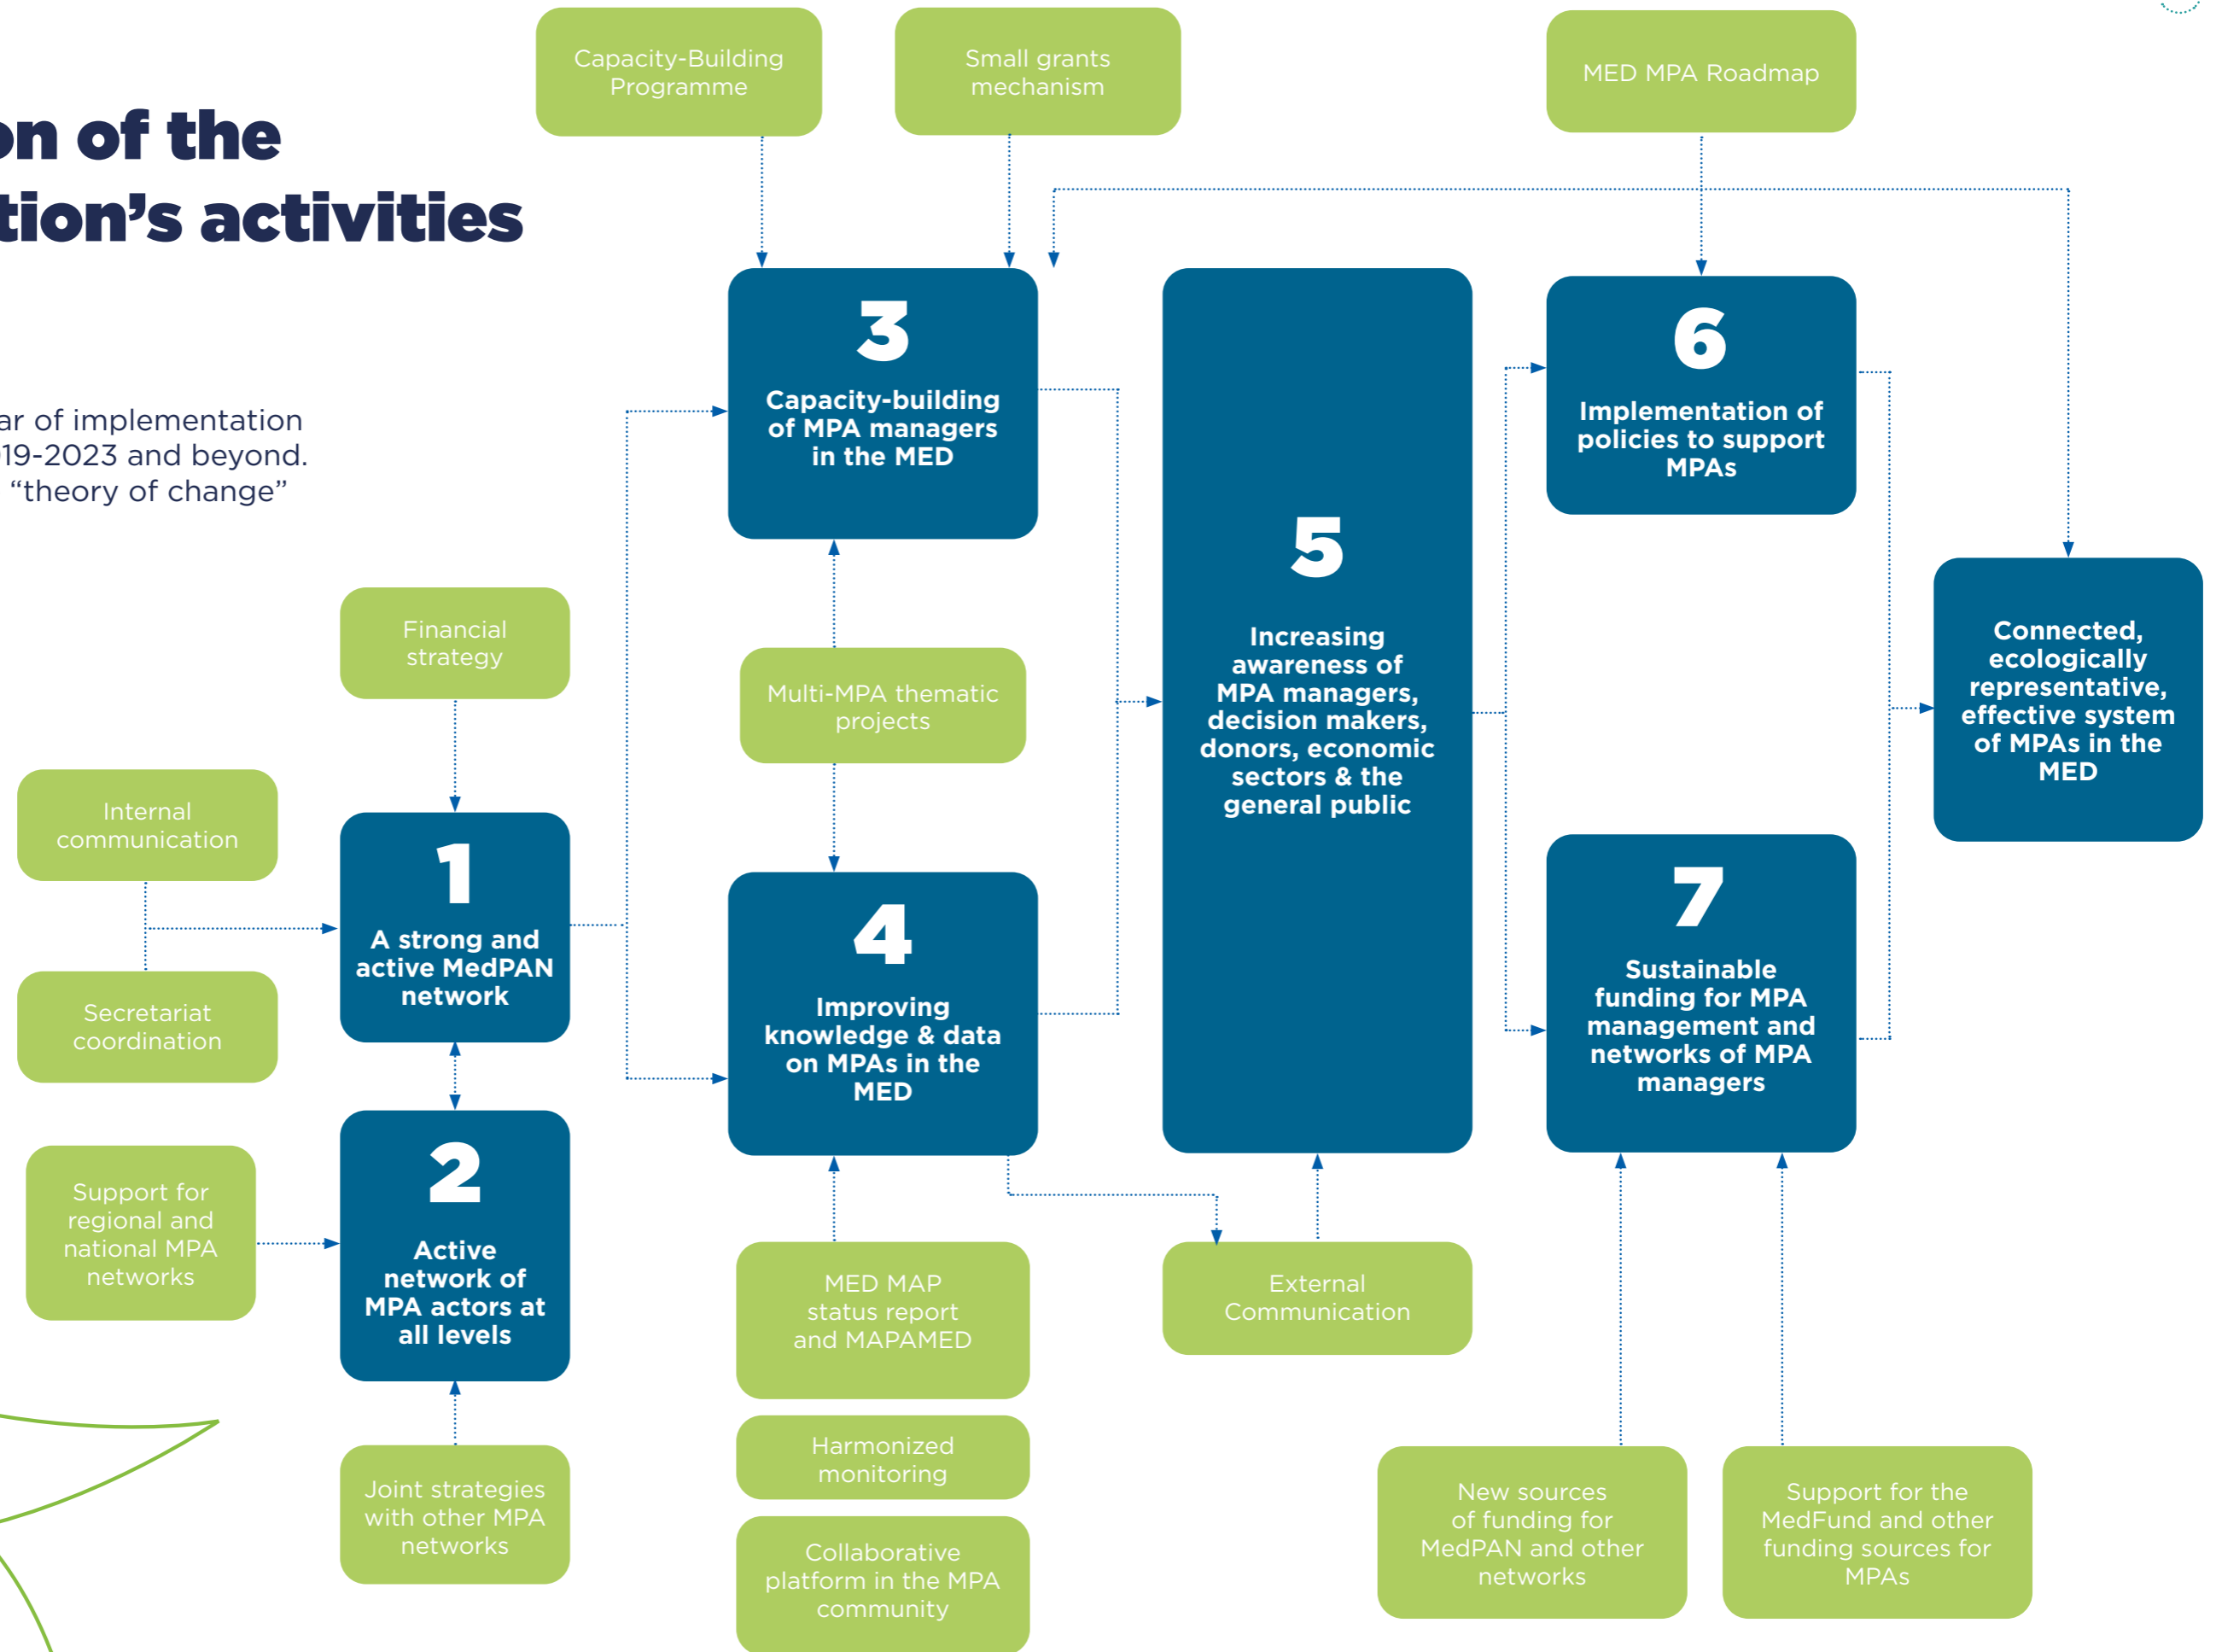 on of the
tion's activities
ar of implementation
19-2023 and beyond.
"theory of change"
Capacity-Building
Programme
Small grants
mechanism
MED MPA Roadmap
3
Capacity-building
of MPA managers
in the MED
5
Increasing
awareness of
MPA managers,
decision makers,
donors, economic
sectors & the
general public
6
Implementation of
policies to support
MPAs
Connected,
ecologically
representative,
effective system
of MPAs in the
MED
Financial
strategy
Multi-MPA thematic
projects
Internal
communication
Secretariat
coordination
1
A strong and
active MedPAN
network
4
Improving
knowledge & data
on MPAs in the
MED
7
Sustainable
funding for MPA
management and
networks of MPA
managers
Support for
regional and
national MPA
networks
2
Active
network of
MPA actors at
all levels
MED MAP
status report
and MAPAMED
External
Communication
Joint strategies
with other MPA
networks
Harmonized
monitoring
Collaborative
platform in the MPA
community
New sources
of funding for
MedPAN and other
networks
Support for the
MedFund and other
funding sources for
MPAs